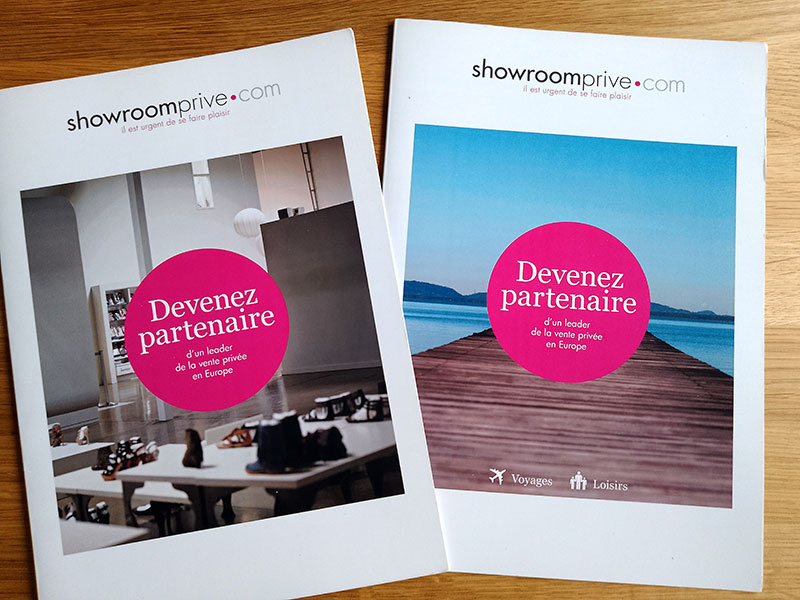 showroomprive•com
il est urgent de se faire plaisir
Devenez
partenaire
d'un leader
de la vente privée
en Europe
showroomprive•com
il est urgent de se faire plaisir
Devenez
partenaire
d'un leader
de la vente privée
en Europe
Voyages
Loisirs